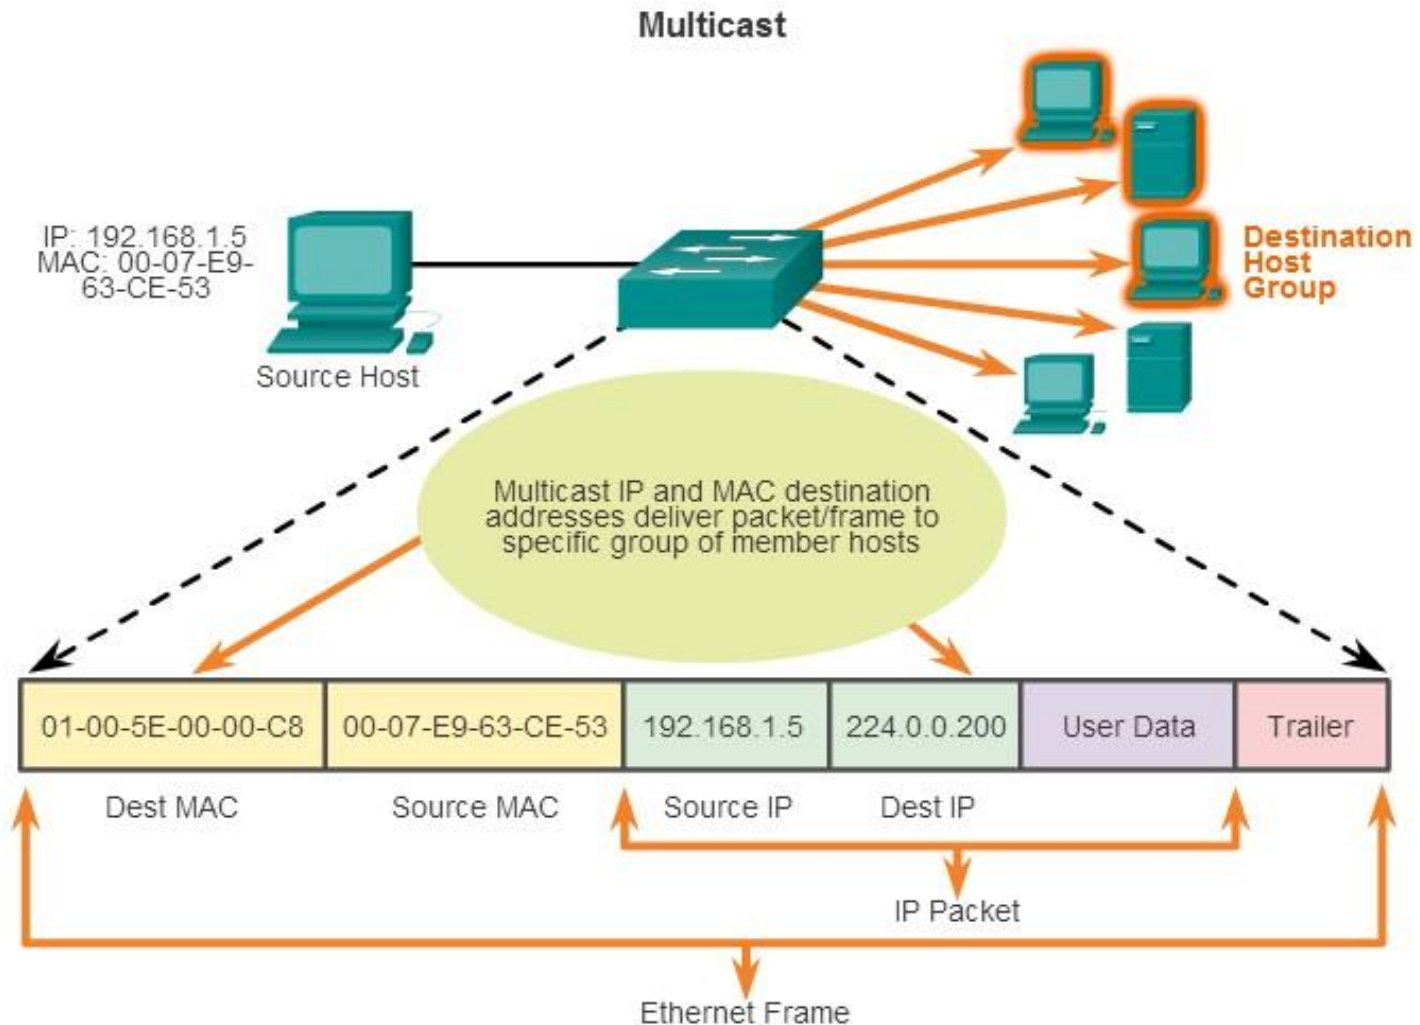 Multicast
IP: 192.168.1.5
MAC: 00-07-E9-
63-CE-53
Source Host
Destination
Host
Group
Multicast IP and MAC destination
addresses deliver packet/frame to
specific group of member hosts
01-00-5E-00-00-C8
00-07-E9-63-CE-53
192.168.1.5
224.0.0.200
User Data
Trailer
Dest MAC
Source MAC
Source IP
Dest IP
IP Packet
Ethernet Frame